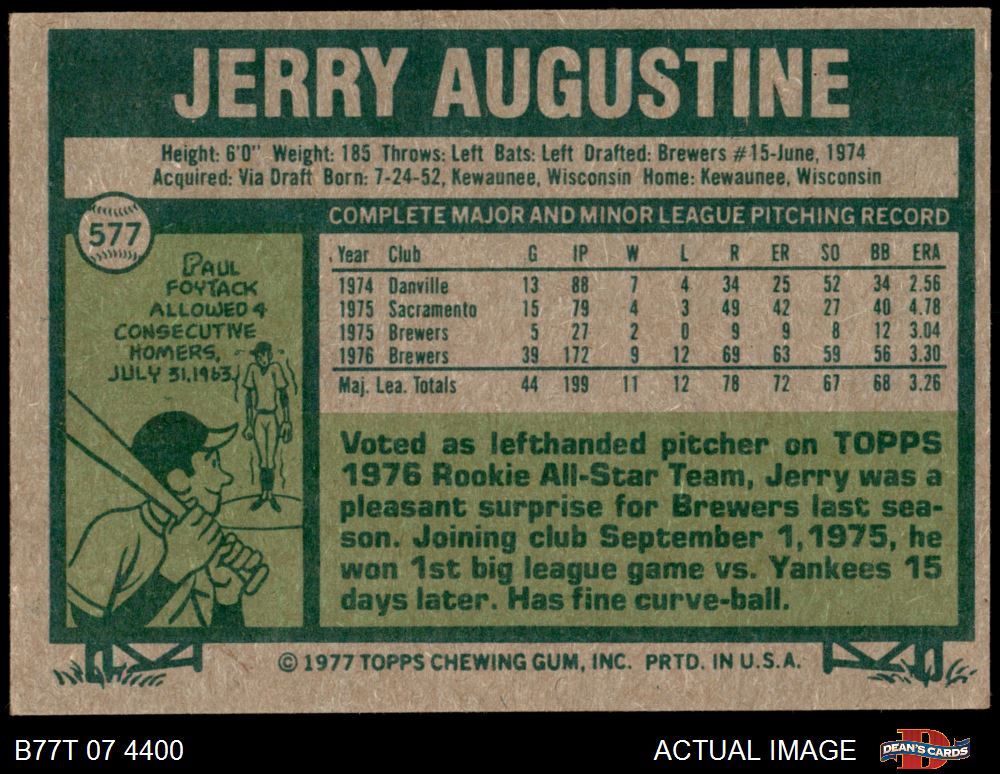 JERRY AUGUSTINE
Height: 6'0" Weight: 185 Throws: Left Bats: Left Drafted: Brewers #15-June, 1974
Acquired: Via Draft Born: 7-24-52, Kewaunee, Wisconsin Home: Kewaunee, Wisconsin
577
PAUL
FOYTACK
ALLOWED 4
CONSECUTIVE
HOMERS,
JULY 31, 1963.
COMPLETE MAJOR AND MINOR LEAGUE PITCHING RECORD
Year Club G IP W L R ER SO BB ERA
1974 Danville 13 88 7 4 34 25 52 34 2.56
1975 Sacramento 15 79 4 3 49 42 27 40 4.78
1975 Brewers 5 27 2 0 9 9 8 12 3.04
1976 Brewers 39 172 9 12 69 63 59 56 3.30
Maj. Lea. Totals 44 199 11 12 78 72 67 68 3.26
Voted as lefthanded pitcher on TOPPS
1976 Rookie All-Star Team, Jerry was a
pleasant surprise for Brewers last sea-
son. Joining club September 1, 1975, he
won 1st big league game vs. Yankees 15
days later. Has fine curve-ball.
© 1977 TOPPS CHEWING GUM, INC. PRTD. IN U.S.A.
B77T 07 4400
ACTUAL IMAGE
DEAN'S CARDS